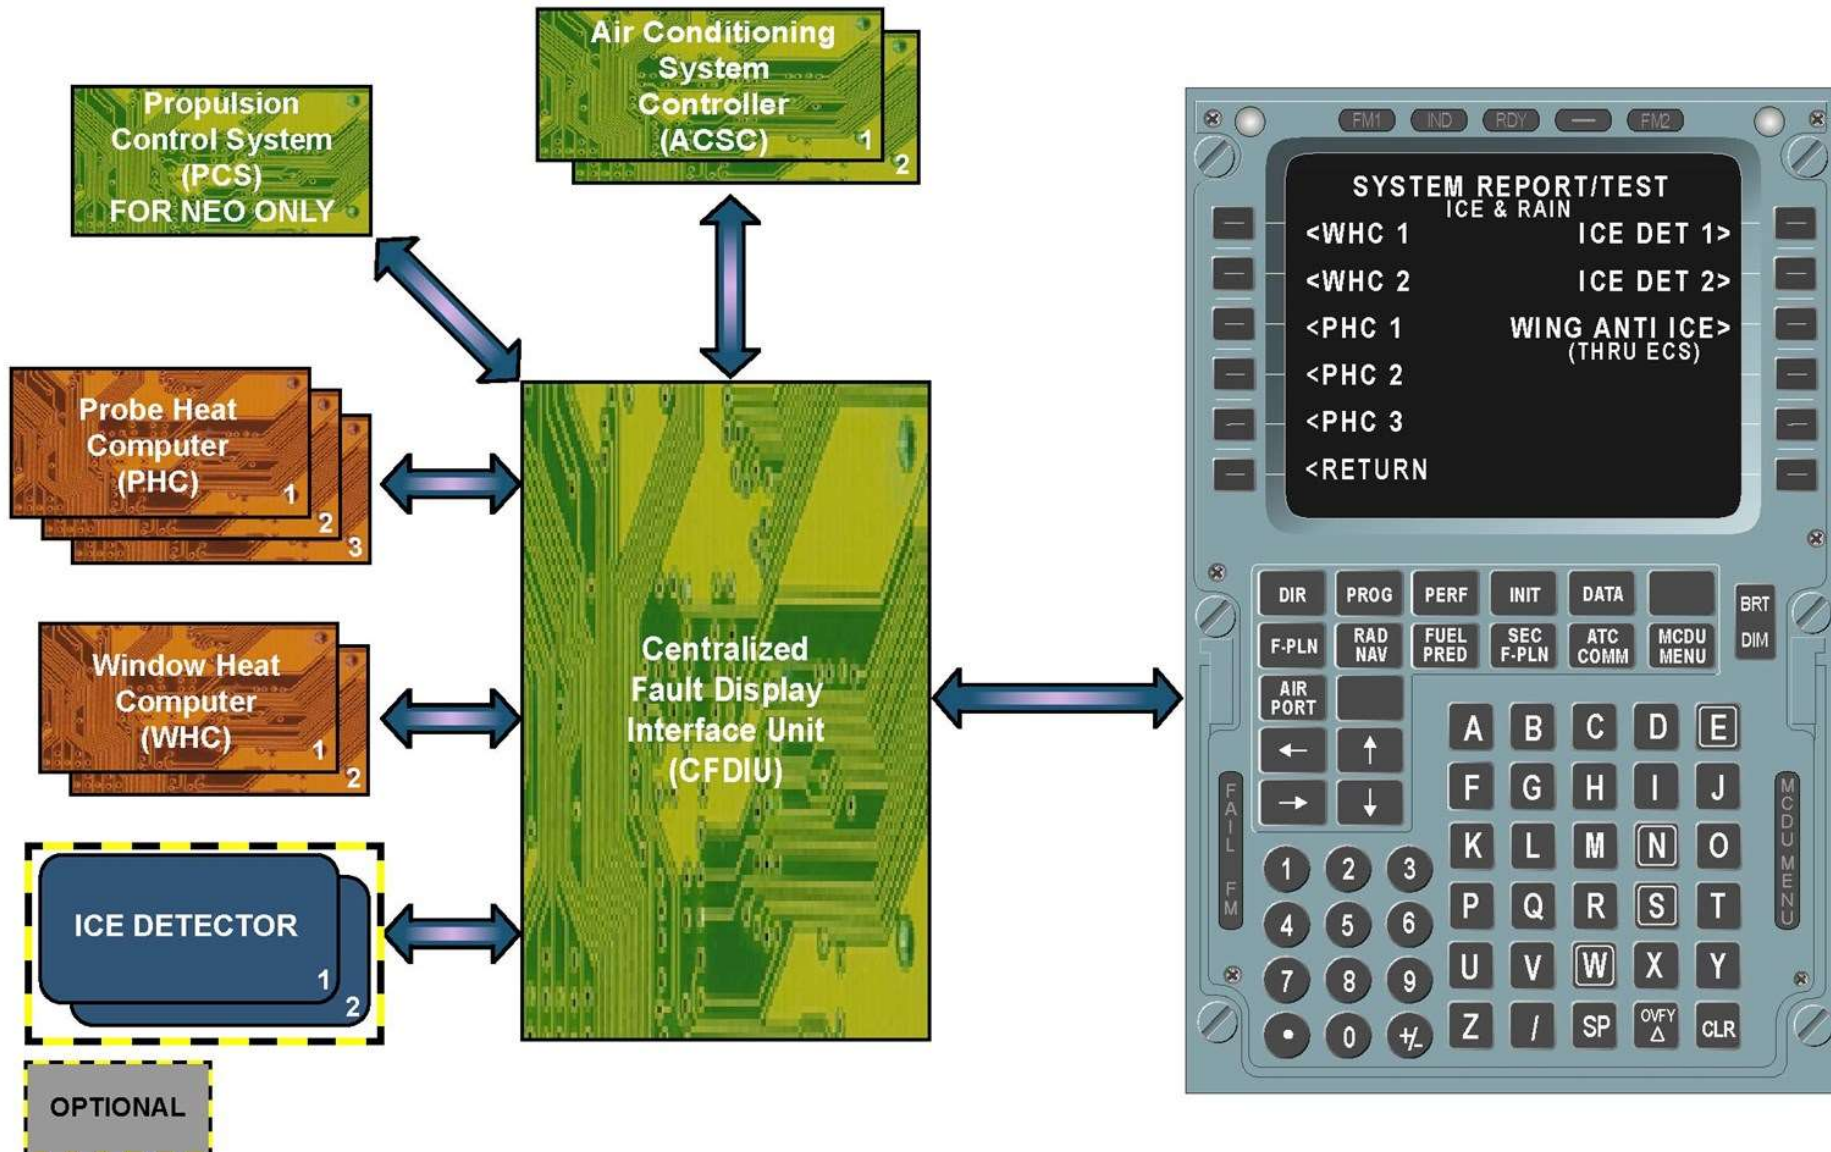 Air Conditioning
System
Controller
(ACSC)
1
2
Propulsion
Control System
(PCS)
FOR NEO ONLY
Probe Heat
Computer
(PHC)
1
2
3
Window Heat
Computer
(WHC)
1
2
ICE DETECTOR
1
2
OPTIONAL
Centralized
Fault Display
Interface Unit
(CFDIU)
FM1 IND RDY — FM2
SYSTEM REPORT/TEST
ICE & RAIN
<WHC 1 ICE DET 1>
<WHC 2 ICE DET 2>
<PHC 1 WING ANTI ICE>
(THRU ECS)
<PHC 2
<PHC 3
<RETURN
DIR PROG PERF INIT DATA
BRT
DIM
F-PLN RAD NAV FUEL PRED SEC F-PLN ATC COMM MCDU MENU
AIR PORT
← ↑
→ ↓
A B C D E
F G H I J
K L M N O
P Q R S T
U V W X Y
Z / SP OVFY Δ CLR
1 2 3
4 5 6
7 8 9
• 0 +/-
FAIL FM
MCDU MENU